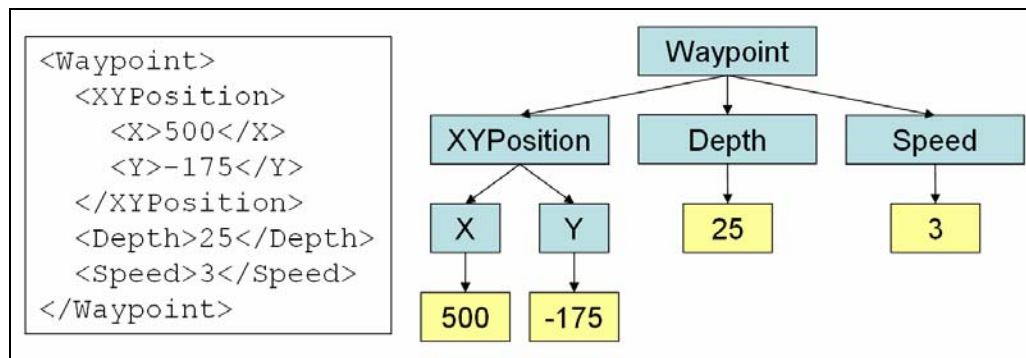 <Waypoint>
<XYPosition>
<X>500</X>
<Y>-175</Y>
</XYPosition>
<Depth>25</Depth>
<Speed>3</Speed>
</Waypoint>
Waypoint
XYPosition Depth Speed
X Y 25 3
500 -175